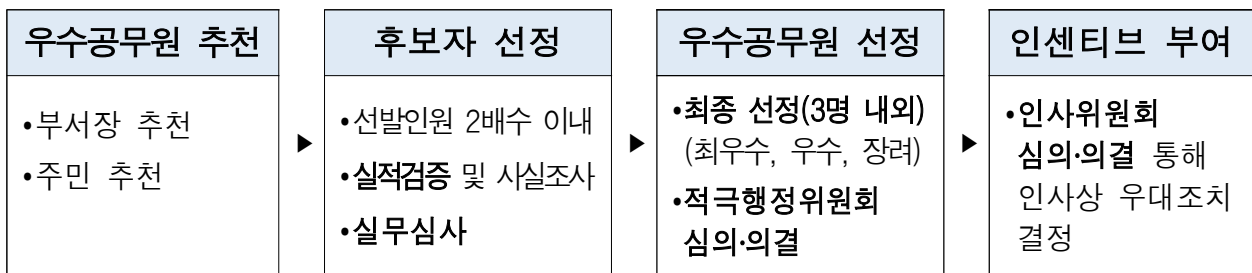 우수공무원 추천
•부서장 추천
•주민 추천
▶
후보자 선정
•선발인원 2배수 이내
•실적검증 및 사실조사
•실무심사
▶
우수공무원 선정
•최종 선정(3명 내외)
(최우수, 우수, 장려)
•적극행정위원회
심의·의결
▶
인센티브 부여
•인사위원회
심의·의결 통해
인사상 우대조치
결정